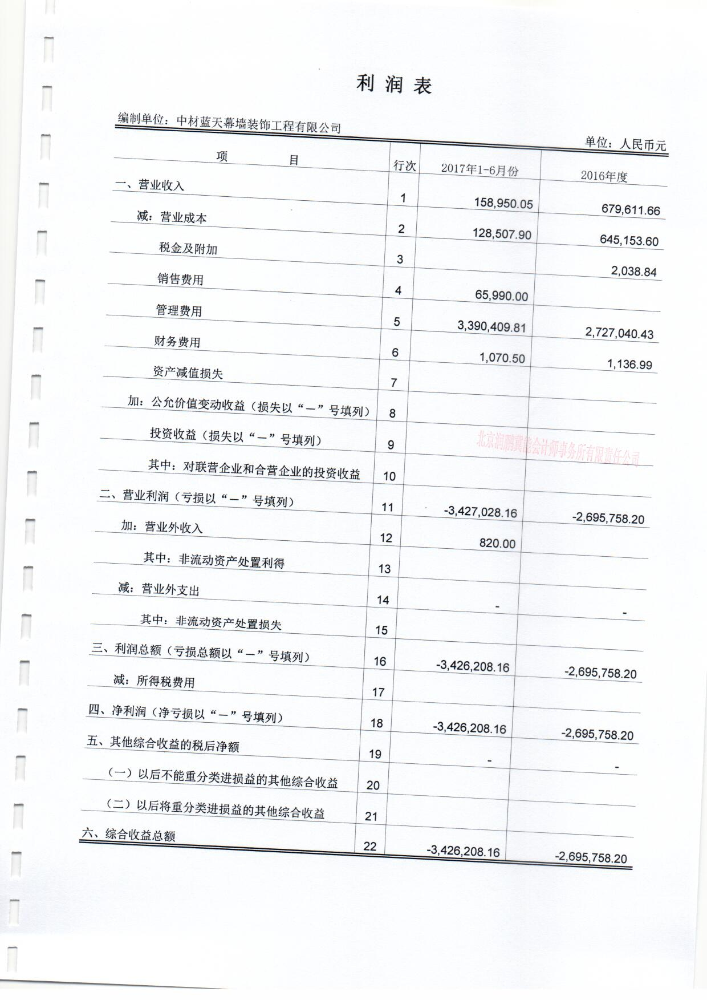 利 润 表
编制单位：中材蓝天幕墙装饰工程有限公司 单位：人民币元
项 目 行次 2017年1-6月份 2016年度
一、营业收入 1 158,950.05 679,611.66
减：营业成本 2 128,507.90 645,153.60
税金及附加 3 2,038.84
销售费用 4 65,990.00
管理费用 5 3,390,409.81 2,727,040.43
财务费用 6 1,070.50 1,136.99
资产减值损失 7
加：公允价值变动收益（损失以“－”号填列） 8
投资收益（损失以“－”号填列） 9
北京润鹏冀能会计师事务所有限责任公司
其中：对联营企业和合营企业的投资收益 10
二、营业利润（亏损以“－”号填列） 11 -3,427,028.16 -2,695,758.20
加：营业外收入 12 820.00
其中：非流动资产处置利得 13
减：营业外支出 14 - -
其中：非流动资产处置损失 15
三、利润总额（亏损总额以“－”号填列） 16 -3,426,208.16 -2,695,758.20
减：所得税费用 17
四、净利润（净亏损以“－”号填列） 18 -3,426,208.16 -2,695,758.20
五、其他综合收益的税后净额 19 - -
（一）以后不能重分类进损益的其他综合收益 20
（二）以后将重分类进损益的其他综合收益 21
六、综合收益总额 22 -3,426,208.16 -2,695,758.20